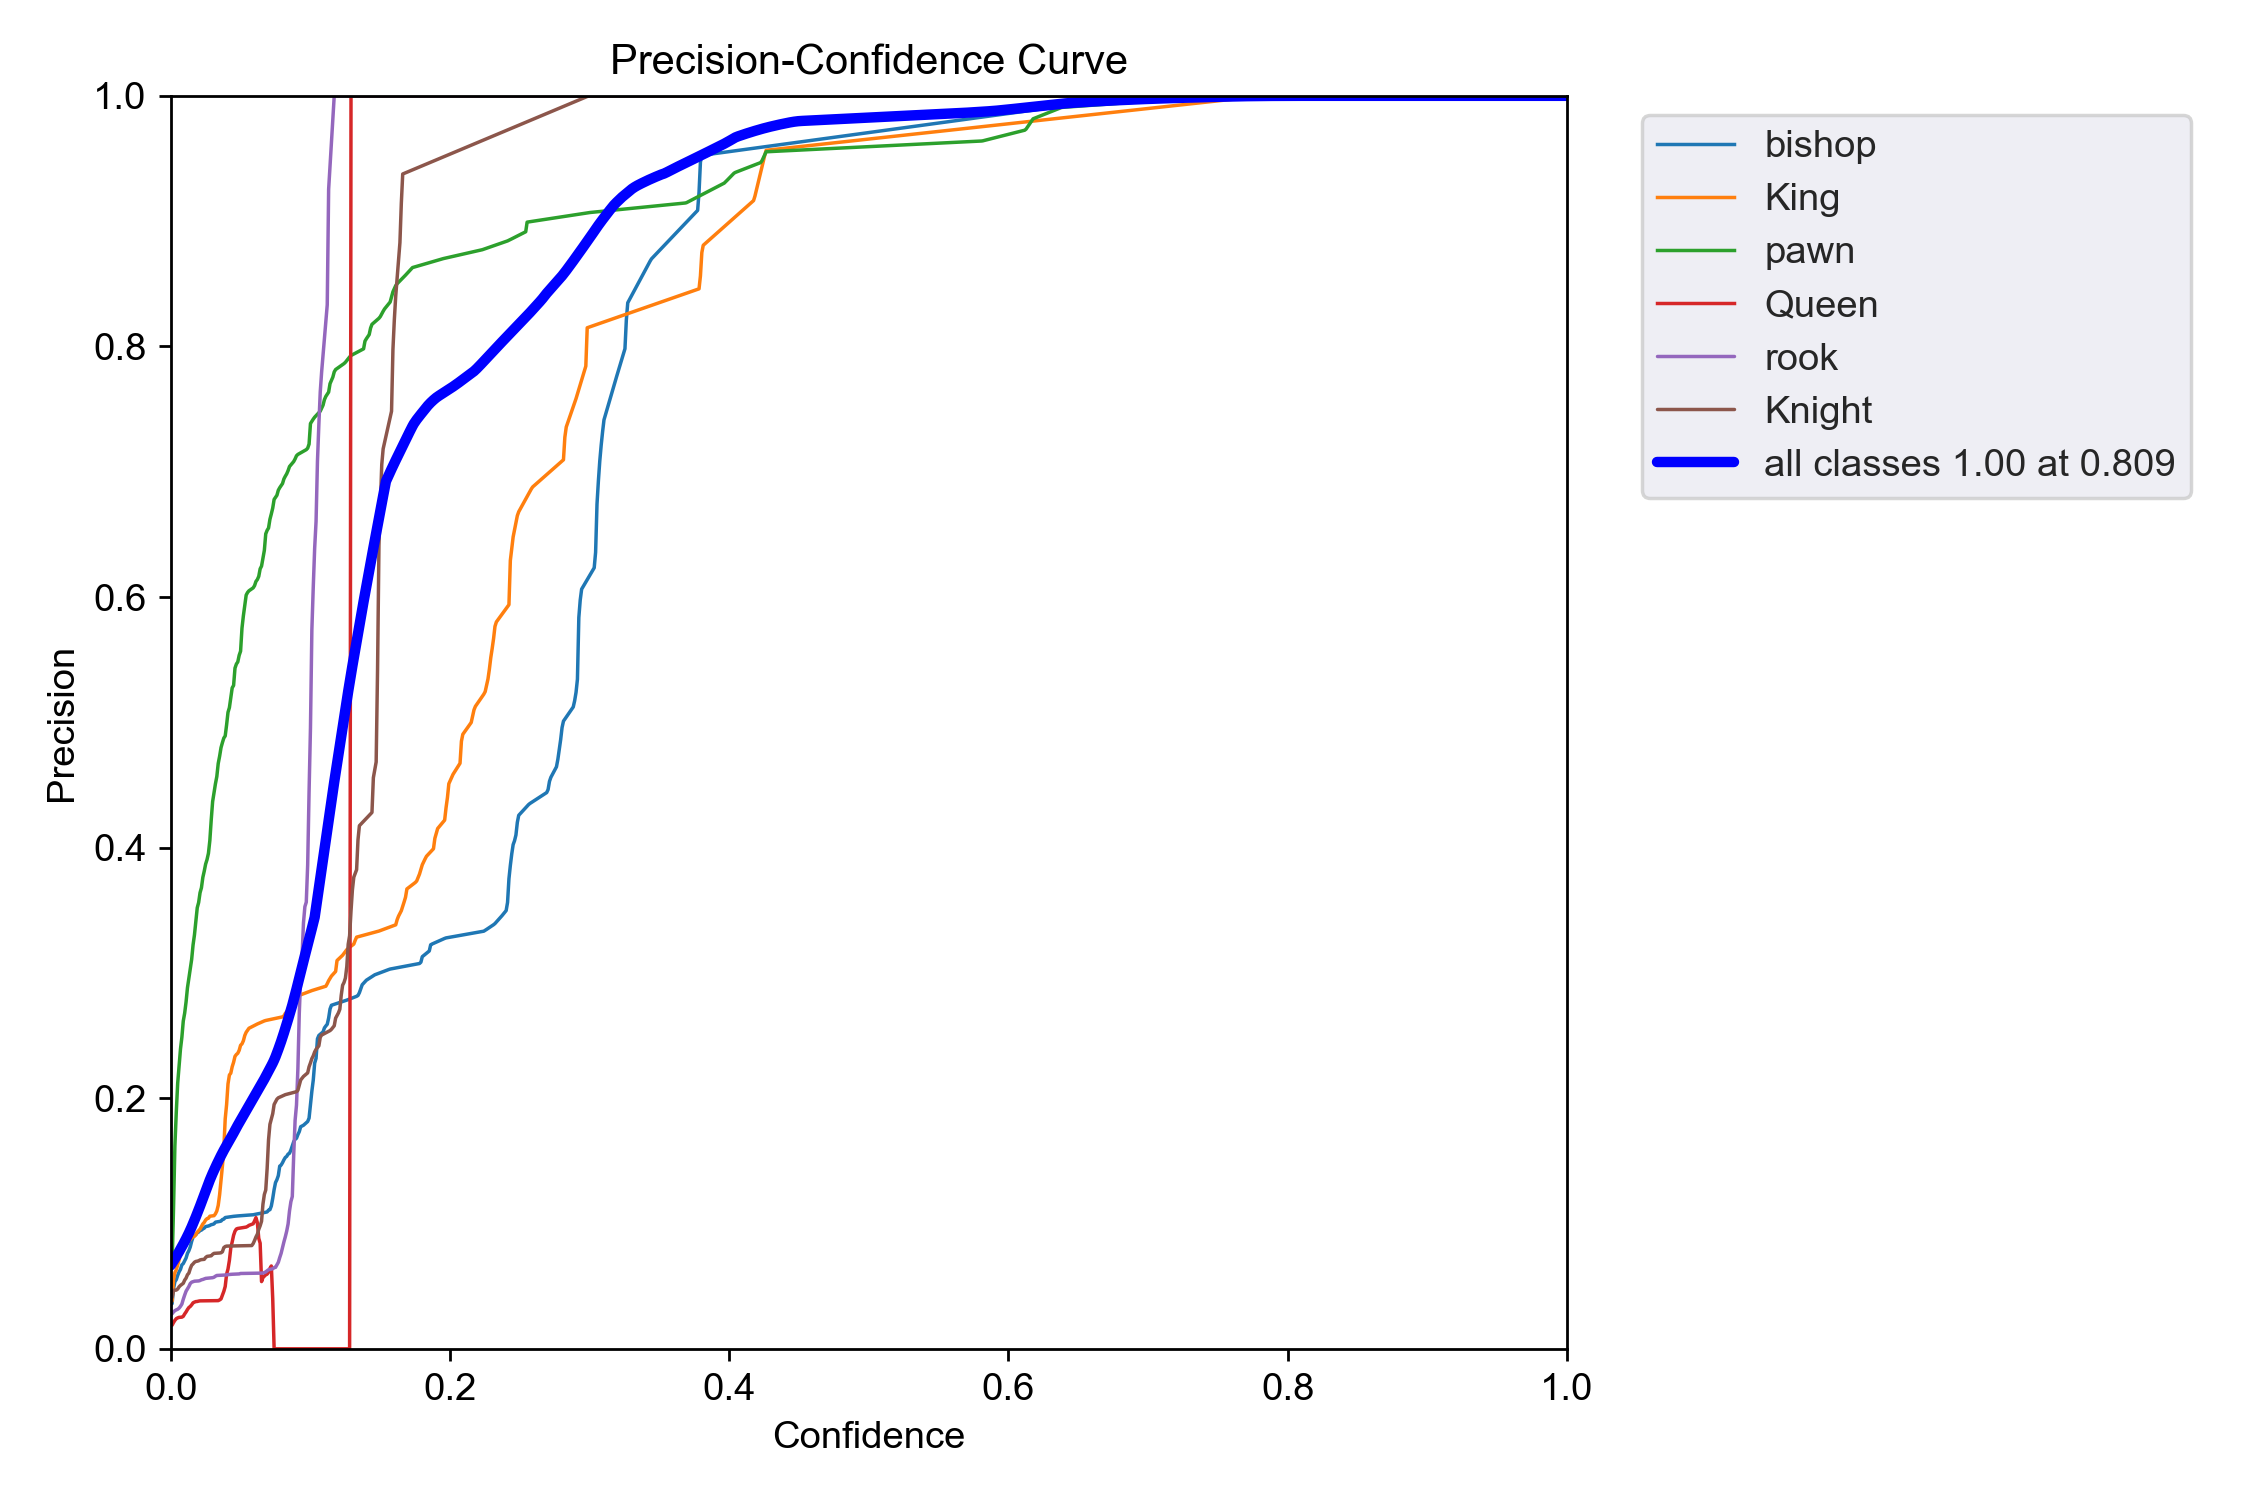 Precision-Confidence Curve
1.0
0.8
0.6
0.4
0.2
0.0
Precision
0.0 0.2 0.4 0.6 0.8 1.0
Confidence
bishop
King
pawn
Queen
rook
Knight
all classes 1.00 at 0.809